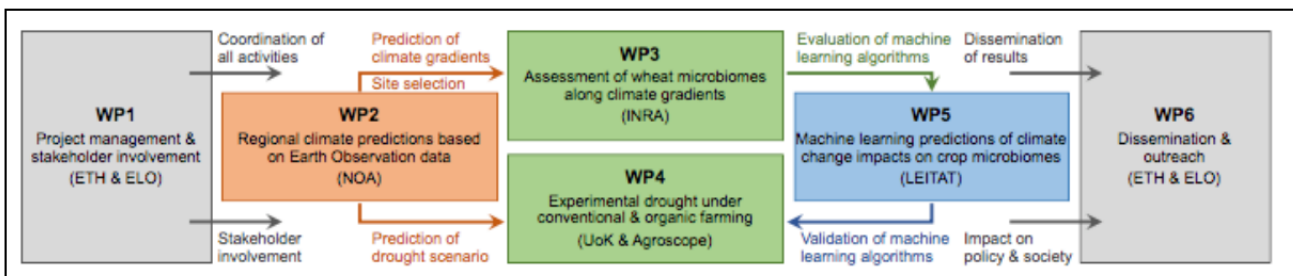 WP1
Project management &
stakeholder involvement
(ETH & ELO)
Coordination of
all activities
Stakeholder
involvement
WP2
Regional climate predictions based
on Earth Observation data
(NOA)
Prediction of
climate gradients
Site selection
Prediction of
drought scenario
WP3
Assessment of wheat microbiomes
along climate gradients
(INRA)
WP4
Experimental drought under
conventional & organic farming
(UoK & Agroscope)
Evaluation of machine
learning algorithms
WP5
Machine learning predictions of climate
change impacts on crop microbiomes
(LEITAT)
Validation of machine
learning algorithms
Dissemination
of results
Impact on
policy & society
WP6
Dissemination &
outreach
(ETH & ELO)